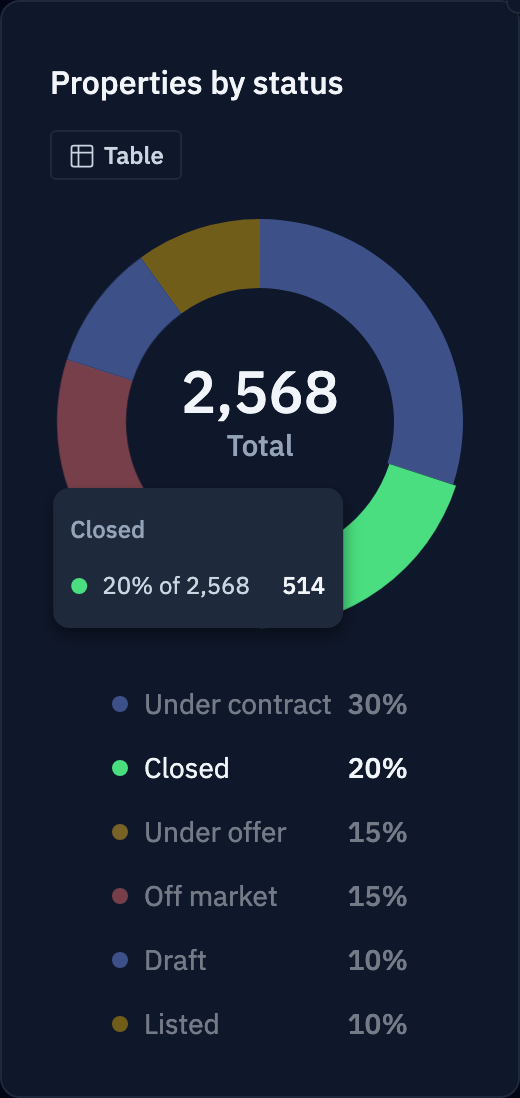 Properties by status
Table
2,568
Total
Closed
20% of 2,568 514
Under contract 30%
Closed 20%
Under offer 15%
Off market 15%
Draft 10%
Listed 10%